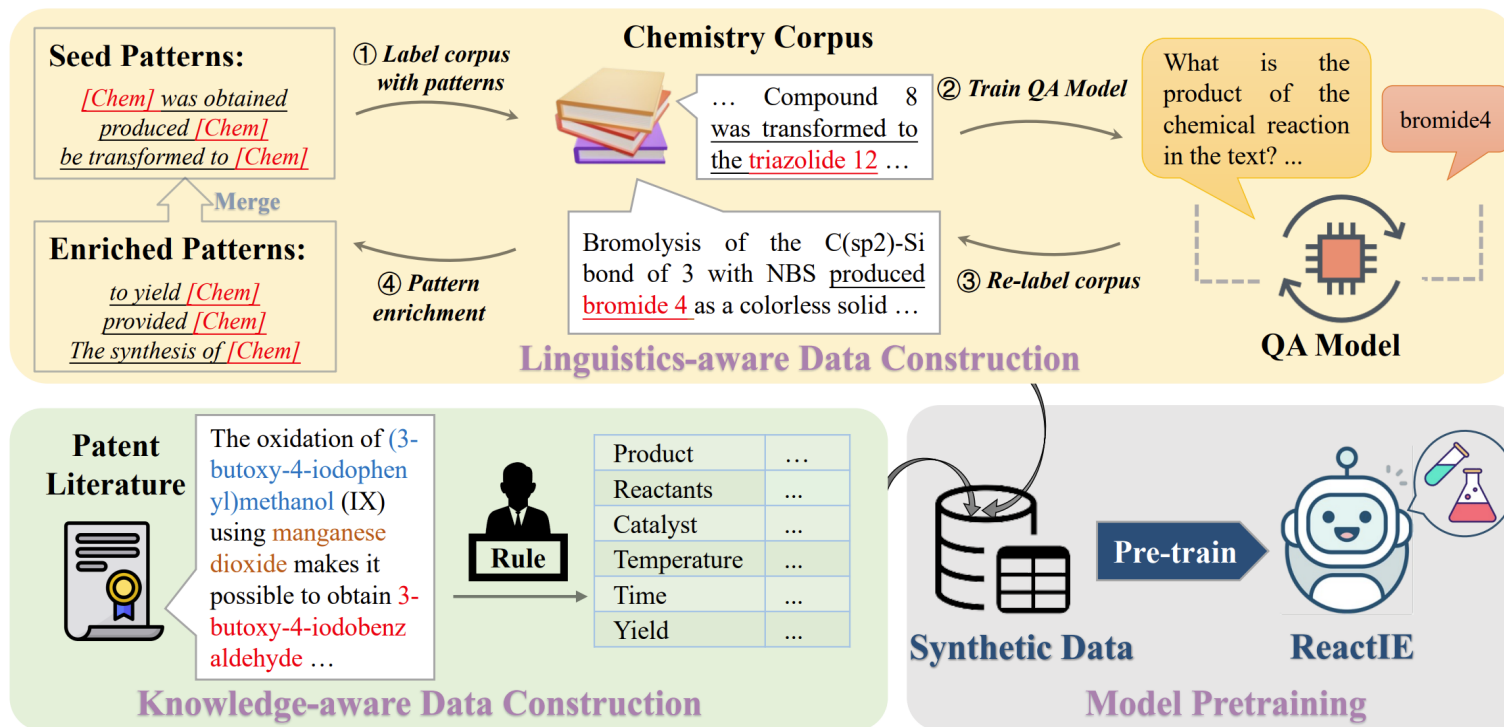 Seed Patterns:
[Chem] was obtained
produced [Chem]
be transformed to [Chem]
Merge
Enriched Patterns:
to yield [Chem]
provided [Chem]
The synthesis of [Chem]
① Label corpus
with patterns
Chemistry Corpus
… Compound 8
was transformed to
the triazolide 12 …
② Train QA Model
What is the
product of the
chemical reaction
in the text? ...
bromide4
QA Model
③ Re-label corpus
Bromolysis of the C(sp2)-Si
bond of 3 with NBS produced
bromide 4 as a colorless solid …
④ Pattern
enrichment
Linguistics-aware Data Construction
Patent
Literature
The oxidation of (3-
butoxy-4-iodophen
yl)methanol (IX)
using manganese
dioxide makes it
possible to obtain 3-
butoxy-4-iodobenz
aldehyde …
Rule
Product …
Reactants ...
Catalyst ...
Temperature ...
Time ...
Yield ...
Knowledge-aware Data Construction
Synthetic Data
Pre-train
ReactIE
Model Pretraining